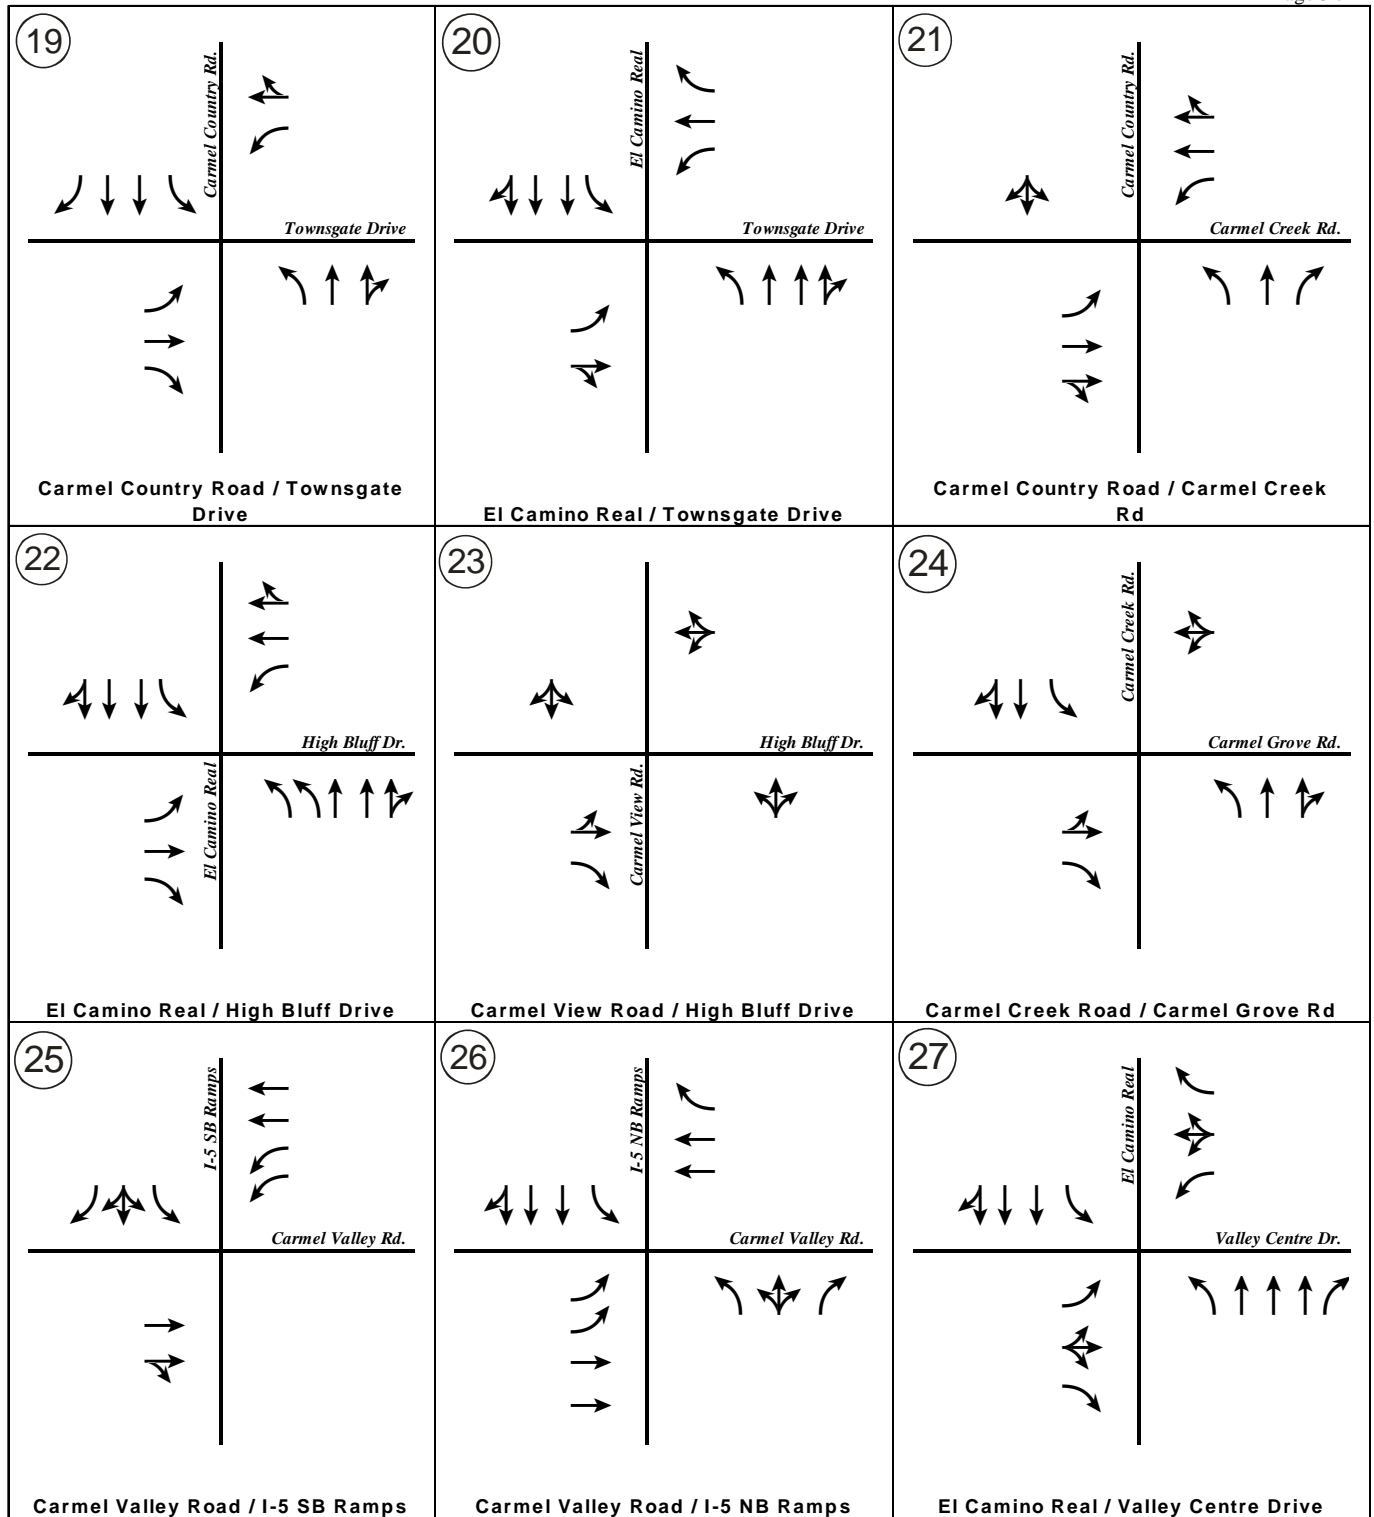 19
Carmel Country Rd.
Townsgate Drive
Carmel Country Road / Townsgate
Drive
20
El Camino Real
Townsgate Drive
El Camino Real / Townsgate Drive
21
Carmel Country Rd.
Carmel Creek Rd.
Carmel Country Road / Carmel Creek
Rd
22
High Bluff Dr.
El Camino Real
El Camino Real / High Bluff Drive
23
High Bluff Dr.
Carmel View Rd.
Carmel View Road / High Bluff Drive
24
Carmel Creek Rd.
Carmel Grove Rd.
Carmel Creek Road / Carmel Grove Rd
25
I-5 SB Ramps
Carmel Valley Rd.
Carmel Valley Road / I-5 SB Ramps
26
I-5 NB Ramps
Carmel Valley Rd.
Carmel Valley Road / I-5 NB Ramps
27
El Camino Real
Valley Centre Dr.
El Camino Real / Valley Centre Drive